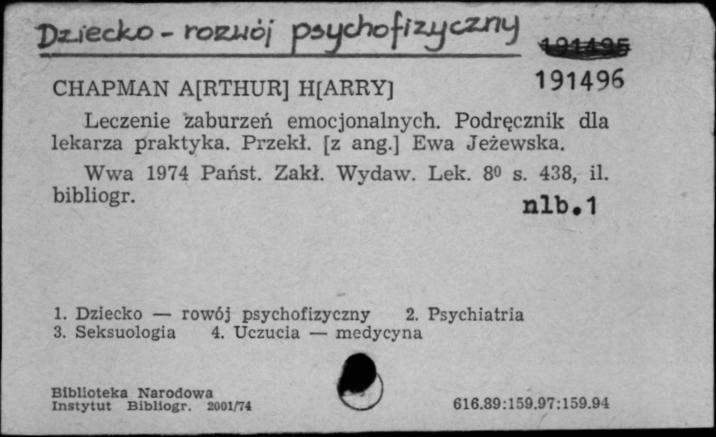 Dziecko - rozwój psychofizyczny
191495
191496
CHAPMAN A[RTHUR] H[ARRY]
Leczenie zaburzeń emocjonalnych. Podręcznik dla
lekarza praktyka. Przekł. [z ang.] Ewa Jeżewska.
Wwa 1974 Państ. Zakł. Wydaw. Lek. 8⁰ s. 438, il.
bibliogr.
nlb.1
1. Dziecko — rowój psychofizyczny 2. Psychiatria
3. Seksuologia 4. Uczucia — medycyna
Biblioteka Narodowa
Instytut Bibliogr. 2001/74
616.89:159.97:159.94